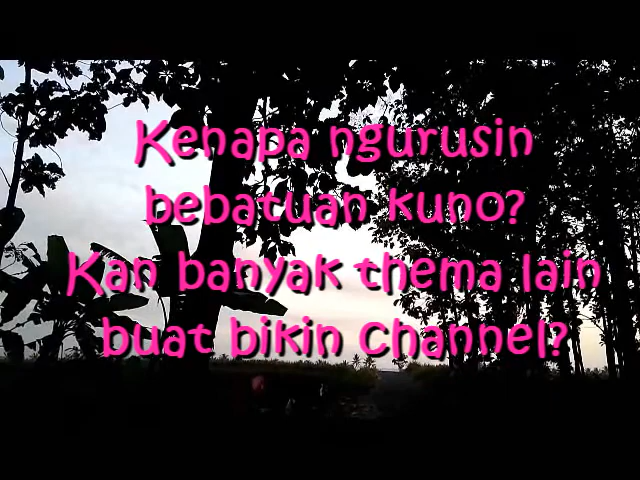 Kenapa ngurusin
bebatuan kuno?
Kan banyak thema lain
buat bikin channel?